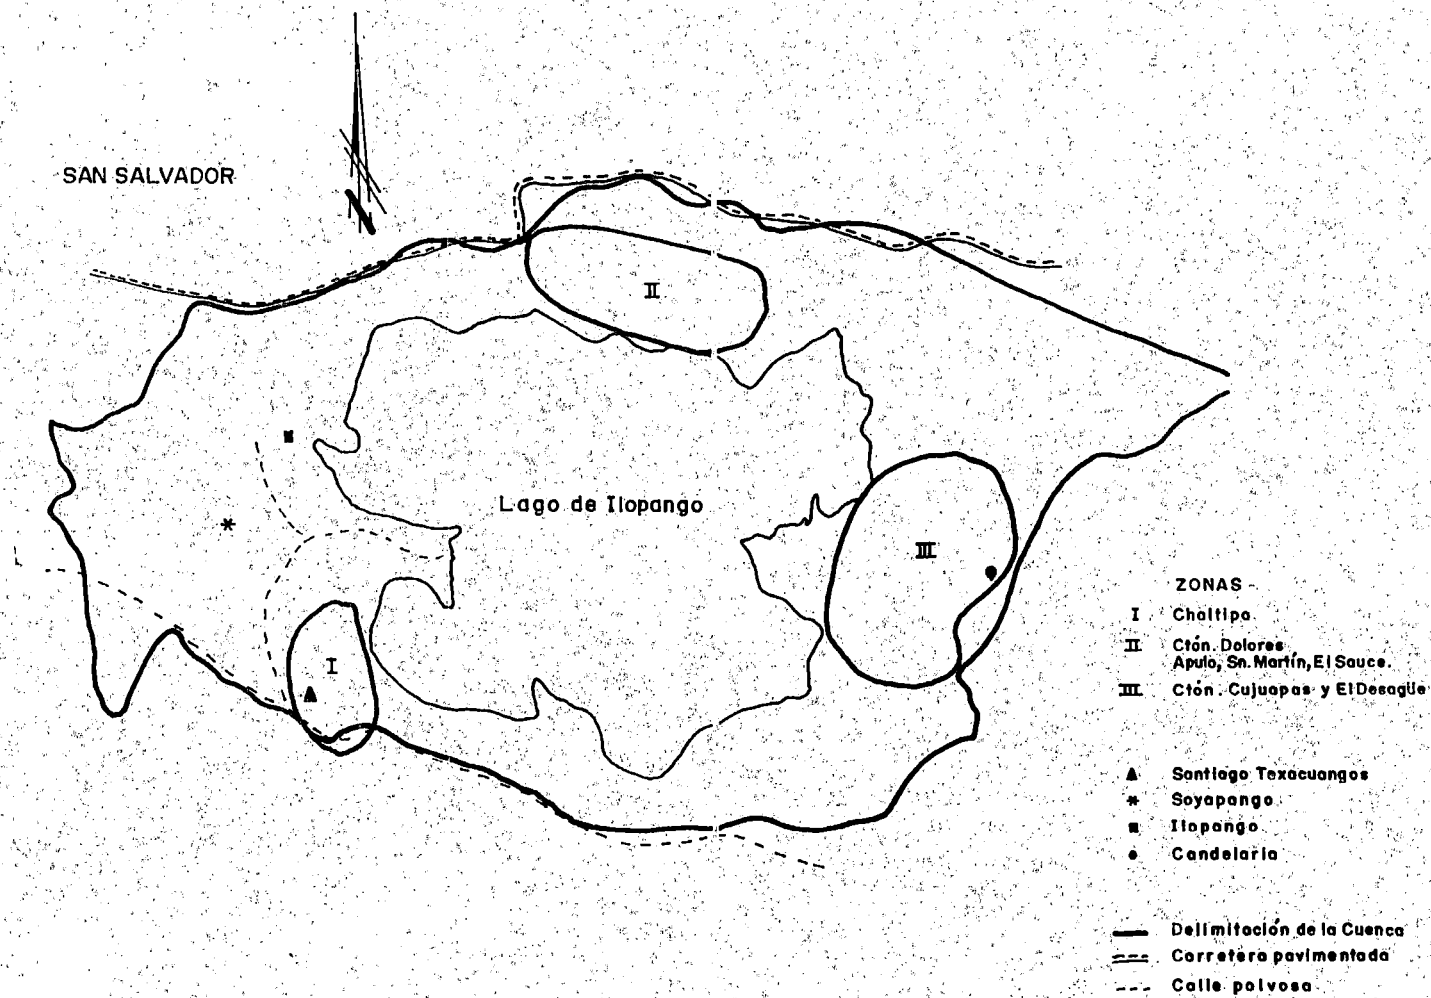 SAN SALVADOR
II
Lago de Ilopango
III
I
ZONAS
I Chaltipa
II Ctón. Dolores
Apulo, Sn. Martín, El Sauce.
III Ctón. Cujuapas y El Desagüe
Santiago Texacuangos
Soyapango
Ilopango
Candelaria
Delimitación de la Cuenca
Carretera pavimentada
Calle polvosa